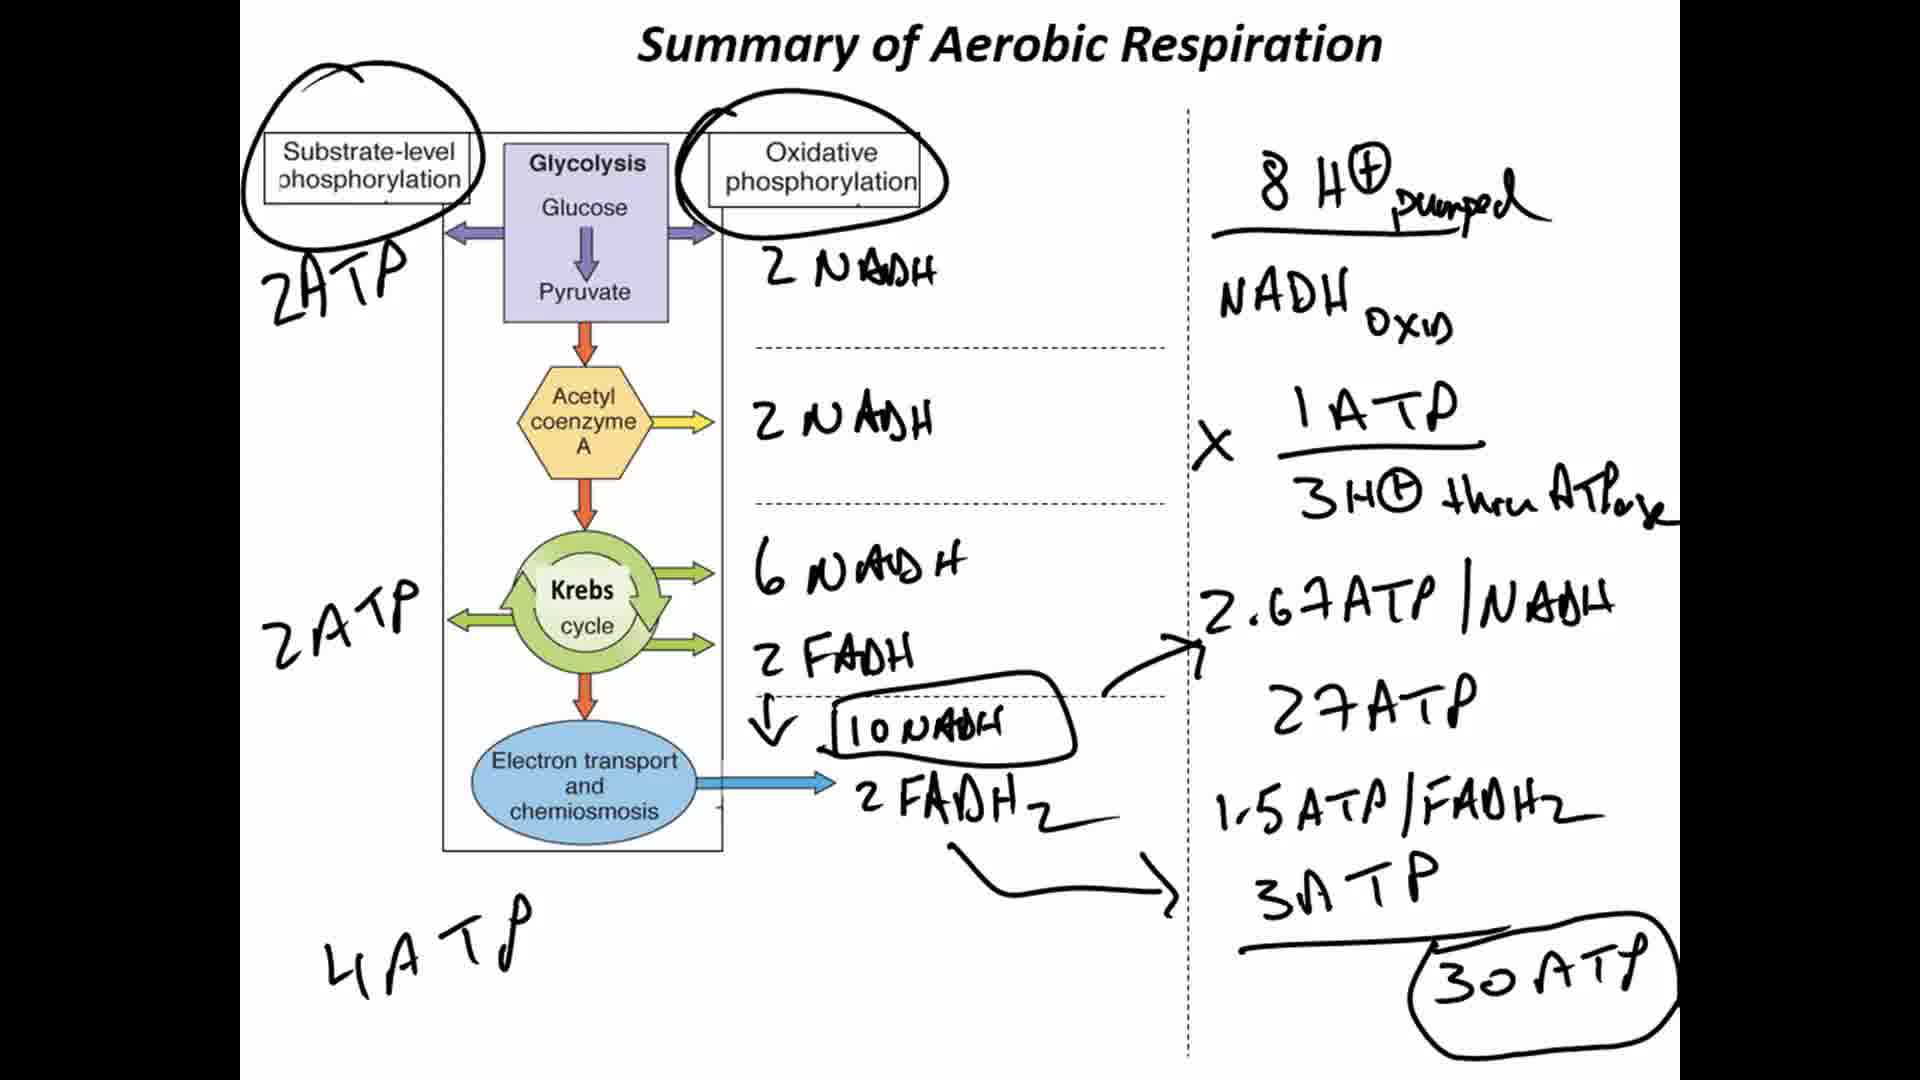 Summary of Aerobic Respiration
Substrate-level
phosphorylation
2ATP
2ATP
4ATP
Glycolysis
Glucose
Pyruvate
Acetyl
coenzyme
A
Krebs
cycle
Electron transport
and
chemiosmosis
Oxidative
phosphorylation
2 NADH
2 NADH
6 NADH
2 FADH
10 NADH
2 FADH2
8 H+ pumped
NADH OXID
X 1 ATP
3H+ thru ATPase
2.67ATP/NADH
27ATP
1.5ATP/FADH2
3ATP
30ATP